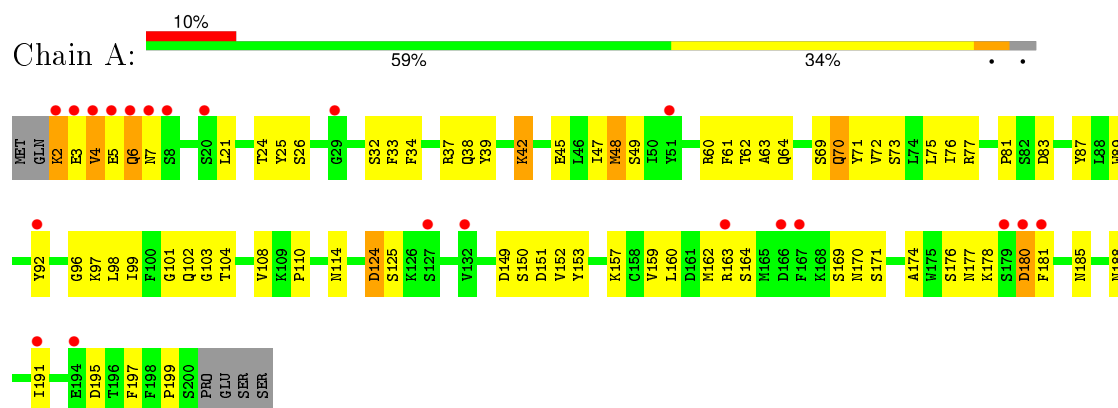 10%
Chain A:
59% 34% • •
MET GLN K2 E3 V4 E5 Q6 N7 S8 S20 L21 T24 Y25 S26 G29 S32 F33 F34 R37 Q38 Y39 K42 E45 L46 I47 M48 S49 I50 Y51 R60 F61 T62 A63 Q64 S69 Q70 Y71 V72 S73 L74 L75 I76 R77 P81 S82 D83 Y87 L88 W89
Y92 G96 K97 L98 I99 F100 G101 Q102 G103 T104 V108 K109 P110 N114 D124 S125 K126 S127 V132 D149 S150 D151 V152 Y153 K157 C158 V159 L160 D161 M162 R163 S164 M165 D166 F167 K168 S169 N170 S171 A174 W175 S176 N177 K178 S179 D180 F181 N185 N188
I191 E194 D195 T196 F197 F198 P199 S200 PRO GLU SER SER